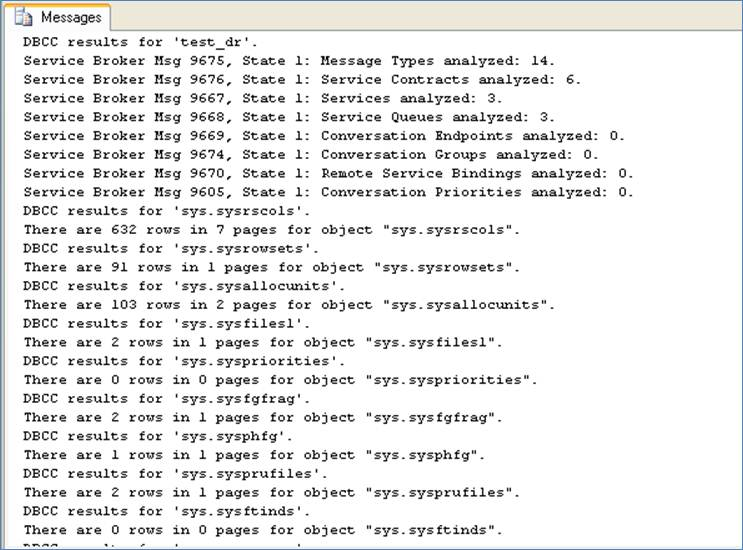 Messages
DBCC results for 'test_dr'.
Service Broker Msg 9675, State 1: Message Types analyzed: 14.
Service Broker Msg 9676, State 1: Service Contracts analyzed: 6.
Service Broker Msg 9667, State 1: Services analyzed: 3.
Service Broker Msg 9668, State 1: Service Queues analyzed: 3.
Service Broker Msg 9669, State 1: Conversation Endpoints analyzed: 0.
Service Broker Msg 9674, State 1: Conversation Groups analyzed: 0.
Service Broker Msg 9670, State 1: Remote Service Bindings analyzed: 0.
Service Broker Msg 9605, State 1: Conversation Priorities analyzed: 0.
DBCC results for 'sys.sysrscols'.
There are 632 rows in 7 pages for object "sys.sysrscols".
DBCC results for 'sys.sysrowsets'.
There are 91 rows in 1 pages for object "sys.sysrowsets".
DBCC results for 'sys.sysallocunits'.
There are 103 rows in 2 pages for object "sys.sysallocunits".
DBCC results for 'sys.sysfiles1'.
There are 2 rows in 1 pages for object "sys.sysfiles1".
DBCC results for 'sys.syspriorities'.
There are 0 rows in 0 pages for object "sys.syspriorities".
DBCC results for 'sys.sysfgfrag'.
There are 2 rows in 1 pages for object "sys.sysfgfrag".
DBCC results for 'sys.sysphfg'.
There are 1 rows in 1 pages for object "sys.sysphfg".
DBCC results for 'sys.sysprufiles'.
There are 2 rows in 1 pages for object "sys.sysprufiles".
DBCC results for 'sys.sysftinds'.
There are 0 rows in 0 pages for object "sys.sysftinds".